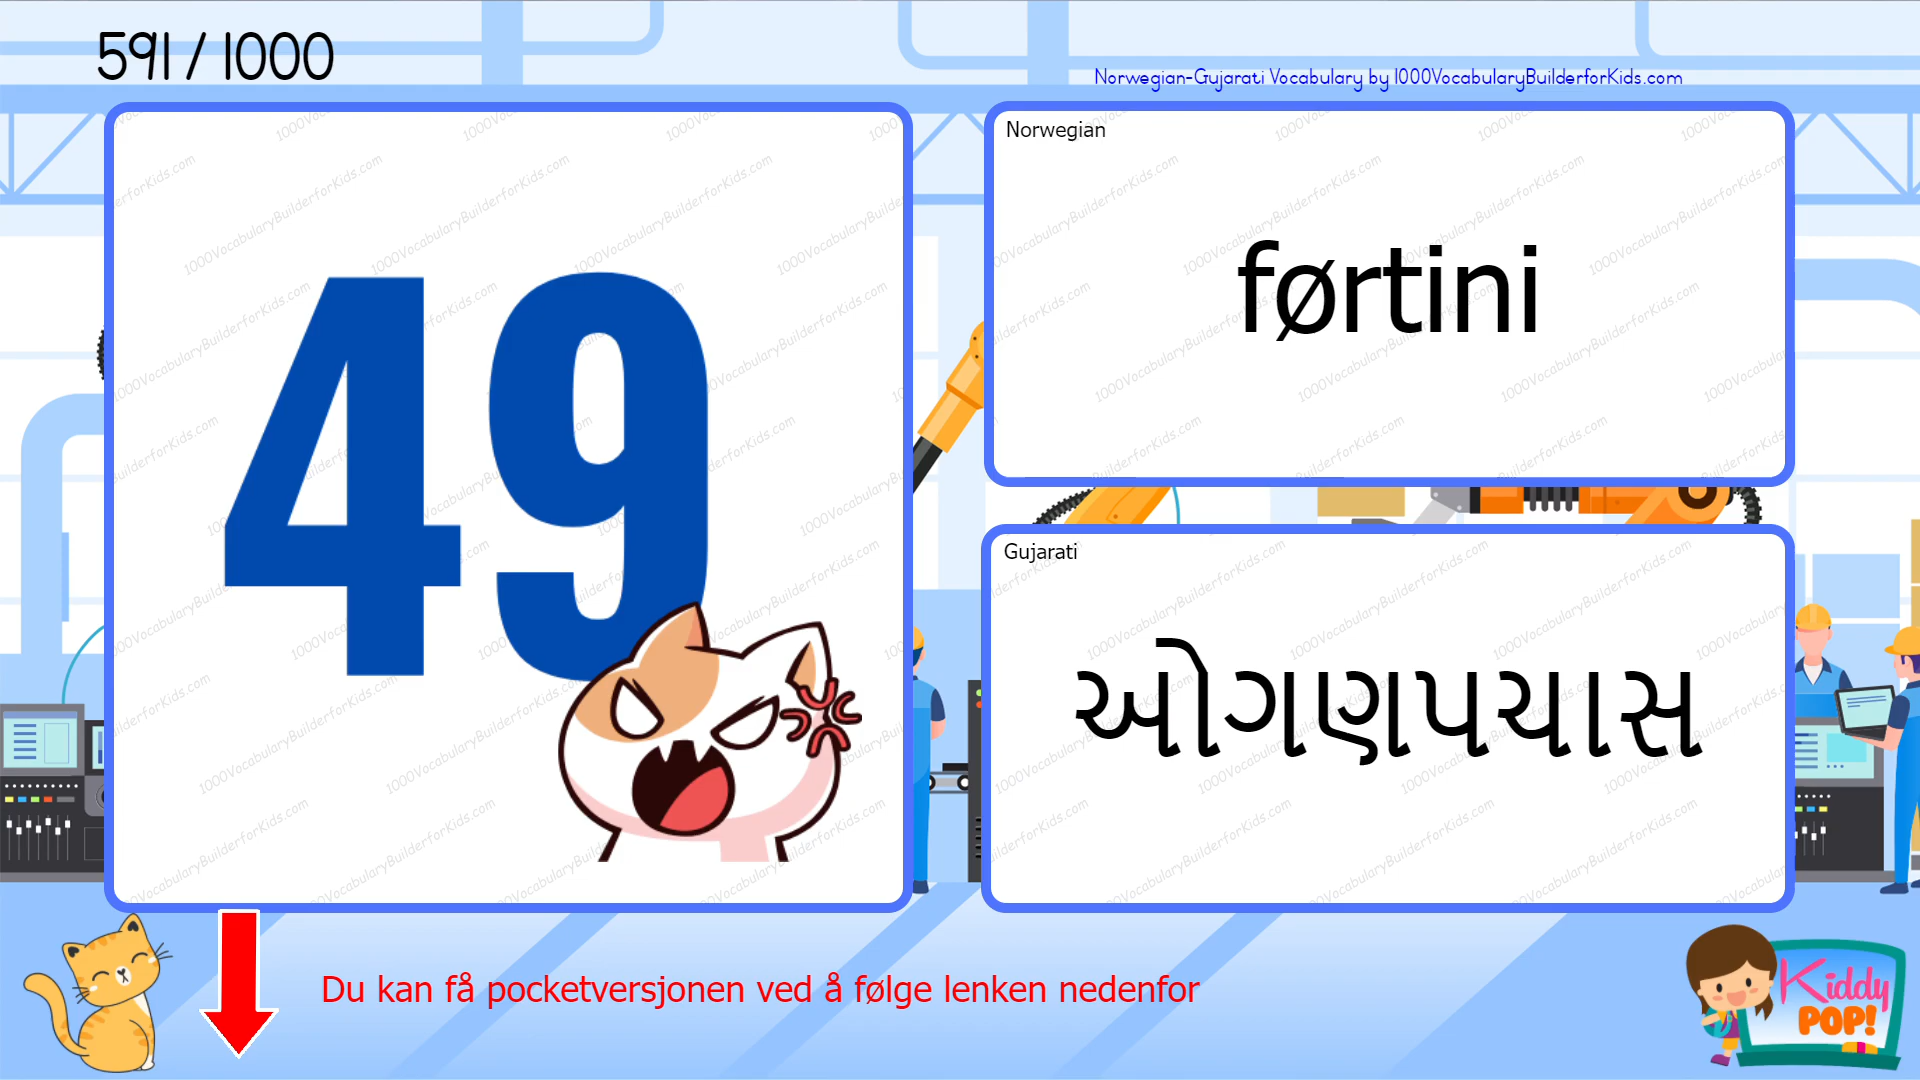 591 / 1000
Norwegian-Gujarati Vocabulary by 1000VocabularyBuilderforKids.com
49
Norwegian
førtini
Gujarati
ઓગણપચાસ
Du kan få pocketversjonen ved å følge lenken nedenfor
Kiddy
POP!